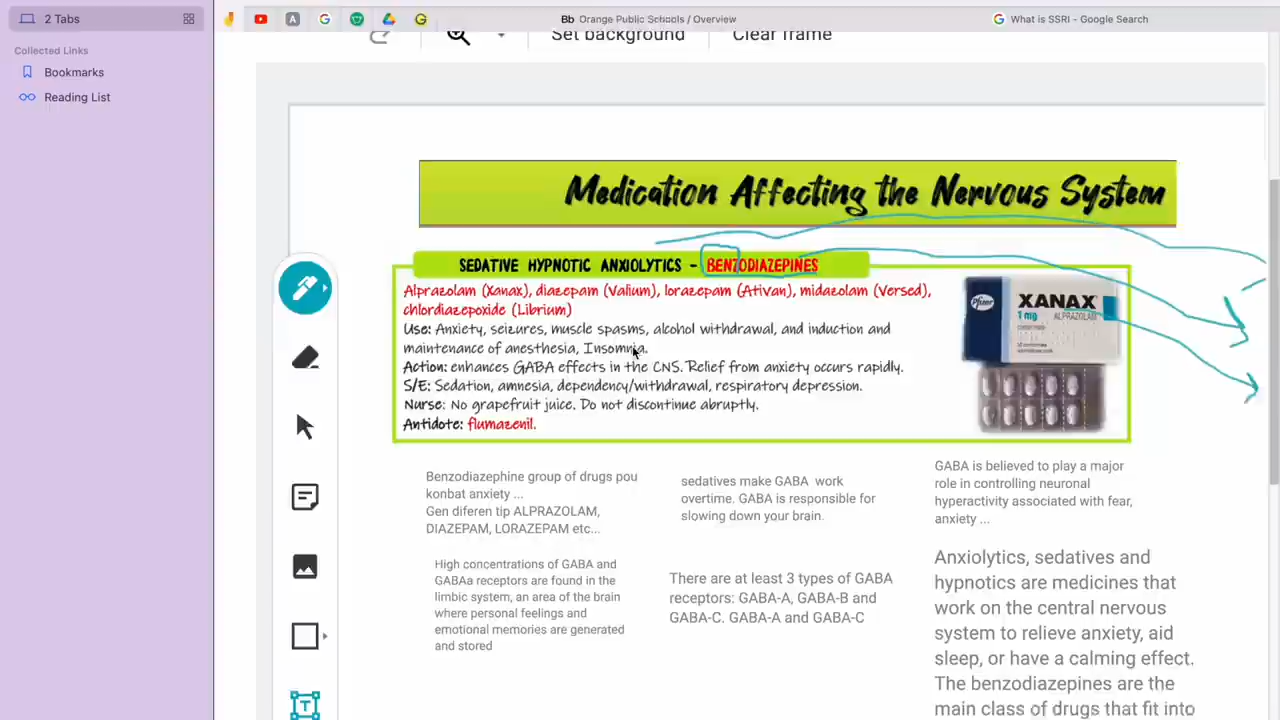 2 Tabs
Collected Links
Bookmarks
Reading List
Bb Orange Public Schools / Overview
What is SSRI - Google Search
Set background
Clear frame
Medication Affecting the Nervous System
SEDATIVE HYPNOTIC ANXIOLYTICS - BENZODIAZEPINES
Alprazolam (Xanax), diazepam (Valium), lorazepam (Ativan), midazolam (Versed),
chlordiazepoxide (Librium)
Use: Anxiety, seizures, muscle spasms, alcohol withdrawal, and induction and
maintenance of anesthesia, Insomnia.
Action: enhances GABA effects in the CNS. Relief from anxiety occurs rapidly.
S/E: Sedation, amnesia, dependency/withdrawal, respiratory depression.
Nurse: No grapefruit juice. Do not discontinue abruptly.
Antidote: flumazenil.
Pfizer
XANAX
1 mg ALPRAZOLAM
Benzodiazephine group of drugs pou
konbat anxiety ...
Gen diferen tip ALPRAZOLAM,
DIAZEPAM, LORAZEPAM etc...
sedatives make GABA work
overtime. GABA is responsible for
slowing down your brain.
GABA is believed to play a major
role in controlling neuronal
hyperactivity associated with fear,
anxiety ...
High concentrations of GABA and
GABAa receptors are found in the
limbic system, an area of the brain
where personal feelings and
emotional memories are generated
and stored
There are at least 3 types of GABA
receptors: GABA-A, GABA-B and
GABA-C. GABA-A and GABA-C
Anxiolytics, sedatives and
hypnotics are medicines that
work on the central nervous
system to relieve anxiety, aid
sleep, or have a calming effect.
The benzodiazepines are the
main class of drugs that fit into